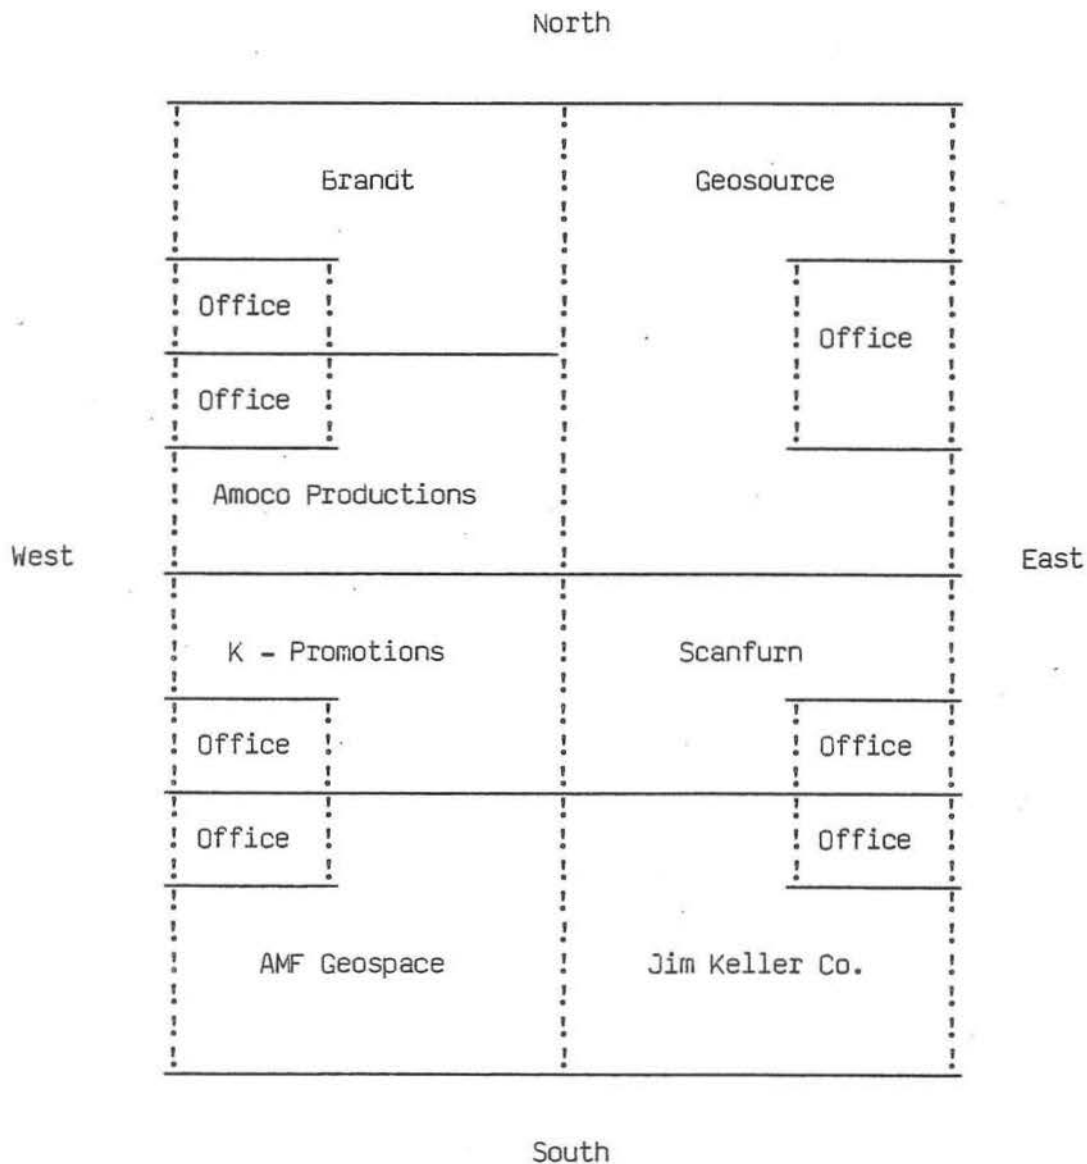 North
Brandt Geosource
Office
Office
Office
Amoco Productions
West East
K - Promotions Scanfurn
Office Office
Office Office
AMF Geospace Jim Keller Co.
South